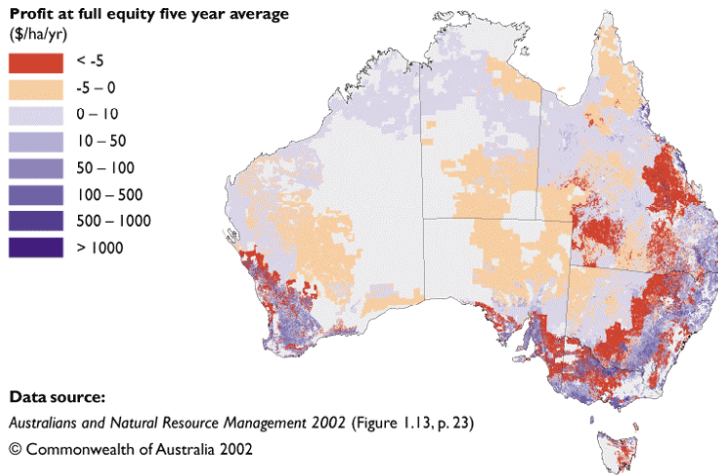 Profit at full equity five year average
($/ha/yr)
< -5
-5 – 0
0 – 10
10 – 50
50 – 100
100 – 500
500 – 1000
> 1000
Data source:
Australians and Natural Resource Management 2002 (Figure 1.13, p. 23)
© Commonwealth of Australia 2002